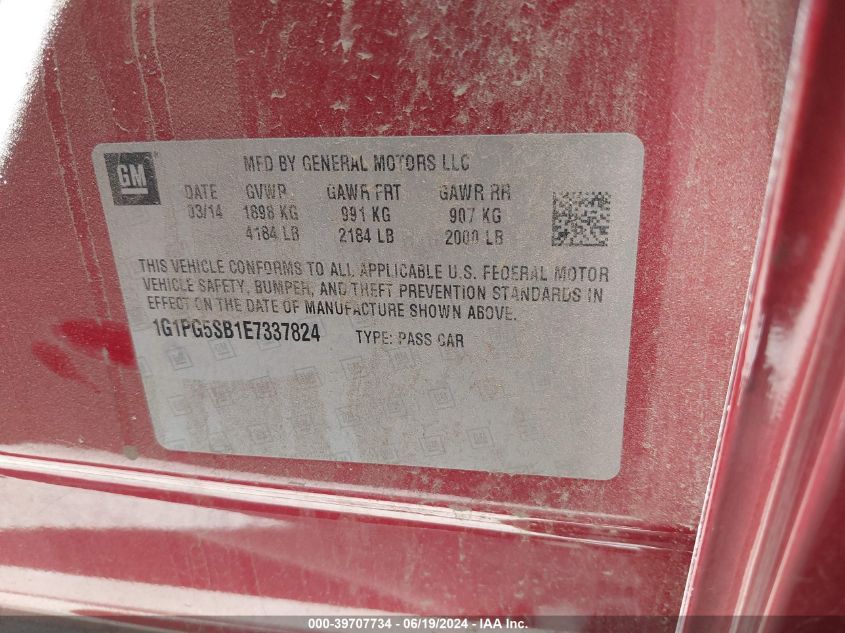 GM
MFD BY GENERAL MOTORS LLC
DATE GVWR GAWR FRT GAWR RR
03/14 1898 KG 991 KG 907 KG
4184 LB 2184 LB 2000 LB
THIS VEHICLE CONFORMS TO ALL APPLICABLE U.S. FEDERAL MOTOR
VEHICLE SAFETY, BUMPER, AND THEFT PREVENTION STANDARDS IN
EFFECT ON THE DATE OF MANUFACTURE SHOWN ABOVE.
1G1PG5SB1E7337824 TYPE: PASS CAR
000-39707734 - 06/19/2024 - IAAI.com